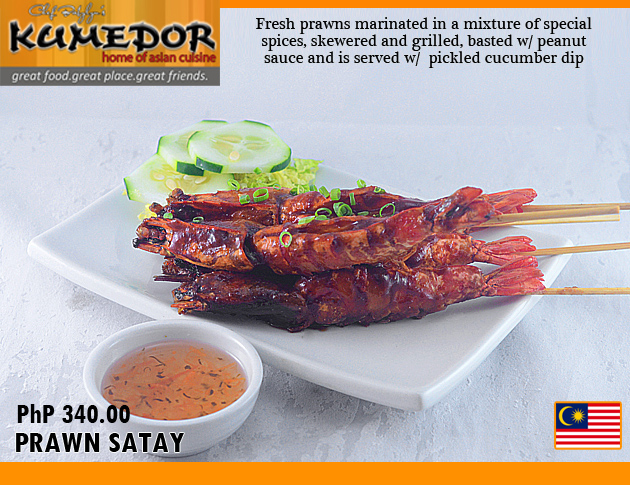 KUMEDOR
home of asian cuisine
great food.great place.great friends.
Fresh prawns marinated in a mixture of special
spices, skewered and grilled, basted w/ peanut
sauce and is served w/ pickled cucumber dip
PhP 340.00
PRAWN SATAY